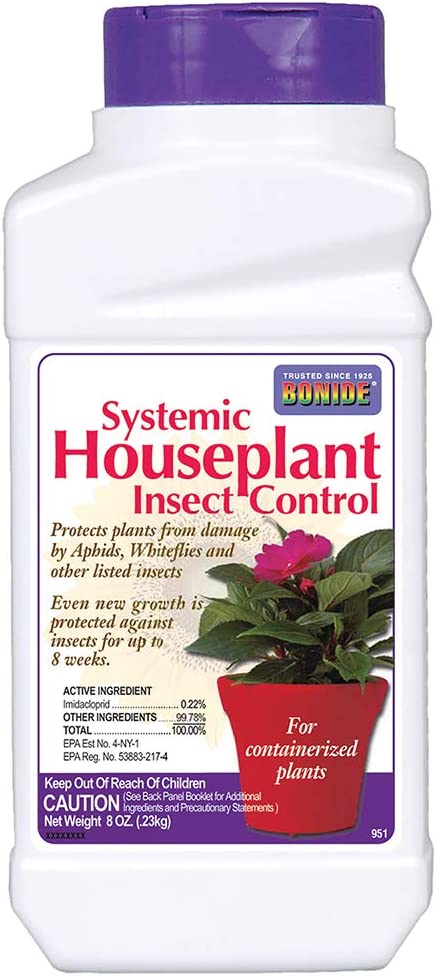 TRUSTED SINCE 1926
BONIDE®
Systemic
Houseplant
Insect Control
Protects plants from damage
by Aphids, Whiteflies and
other listed insects
Even new growth is
protected against
insects for up to
8 weeks.
ACTIVE INGREDIENT
Imidacloprid ........................ 0.22%
OTHER INGREDIENTS ..... 99.78%
TOTAL ............................... 100.00%
EPA Est No. 4-NY-1
EPA Reg. No. 53883-217-4
For
containerized
plants
Keep Out Of Reach Of Children
CAUTION (See Back Panel Booklet for Additional
Ingredients and Precautionary Statements )
Net Weight 8 OZ. (.23kg)
xxxxxxxx
951